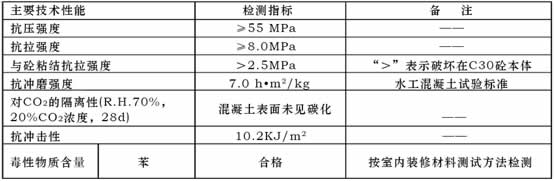 主要技术性能 检测指标 备 注
抗压强度 ≥55 MPa ——
抗拉强度 ≥8.0MPa ——
与砼粘结抗拉强度 >2.5MPa “>”表示破坏在C30砼本体
抗冲磨强度 7.0 h•m²/kg 水工混凝土试验标准
对CO2的隔离性(R.H.70%,
20%CO2浓度，28d) 混凝土表面未见碳化 ——
抗冲击性 10.2KJ/m² ——
毒性物质含量 苯 合格 按室内装修材料测试方法检测